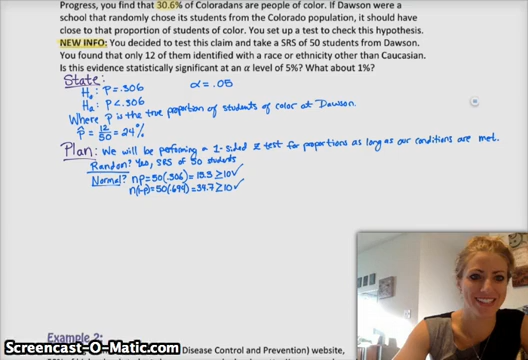 Progress, you find that 30.6% of Coloradans are people of color. If Dawson were a
school that randomly chose its students from the Colorado population, it should have
close to that proportion of students of color. You set up a test to check this hypothesis.
NEW INFO: You decided to test this claim and take a SRS of 50 students from Dawson.
You found that only 12 of them identified with a race or ethnicity other than Caucasian.
Is this evidence statistically significant at an α level of 5%? What about 1%?
State:
H₀: P = .306 α = .05
Hₐ: P < .306
Where P is the true proportion of students of color at Dawson.
p̂ = 12/50 = 24%
Plan: We will be performing a 1-sided z test for proportions as long as our conditions are met.
Random? Yes, SRS of 50 students
Normal? np = 50(.306) = 15.3 ≥ 10 ✓
n(1-p) = 50(.694) = 34.7 ≥ 10 ✓
Example 2:
Disease Control and Prevention) website,
Screencast-O-Matic.com